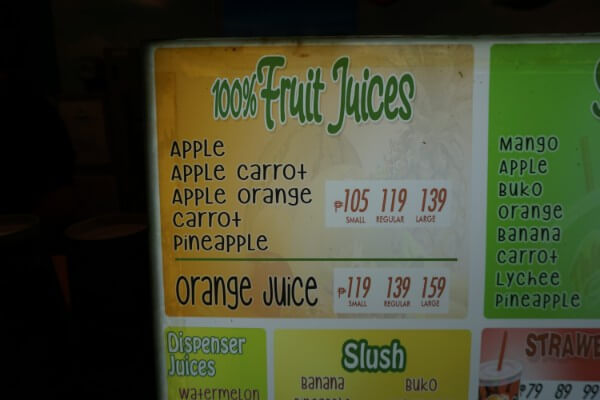 100% Fruit Juices
APPLE
APPLE carrot
APPLE orange
carrot
pineapple
₱105 119 139
SMALL REGULAR LARGE
orange Juice
₱119 139 159
SMALL REGULAR LARGE
Mango
APPLE
BUKO
orange
Banana
carrot
Lychee
pineapple
Dispenser
Juices
watermelon
Slush
BANANA BUKO
STRAWB
₱79 89 99